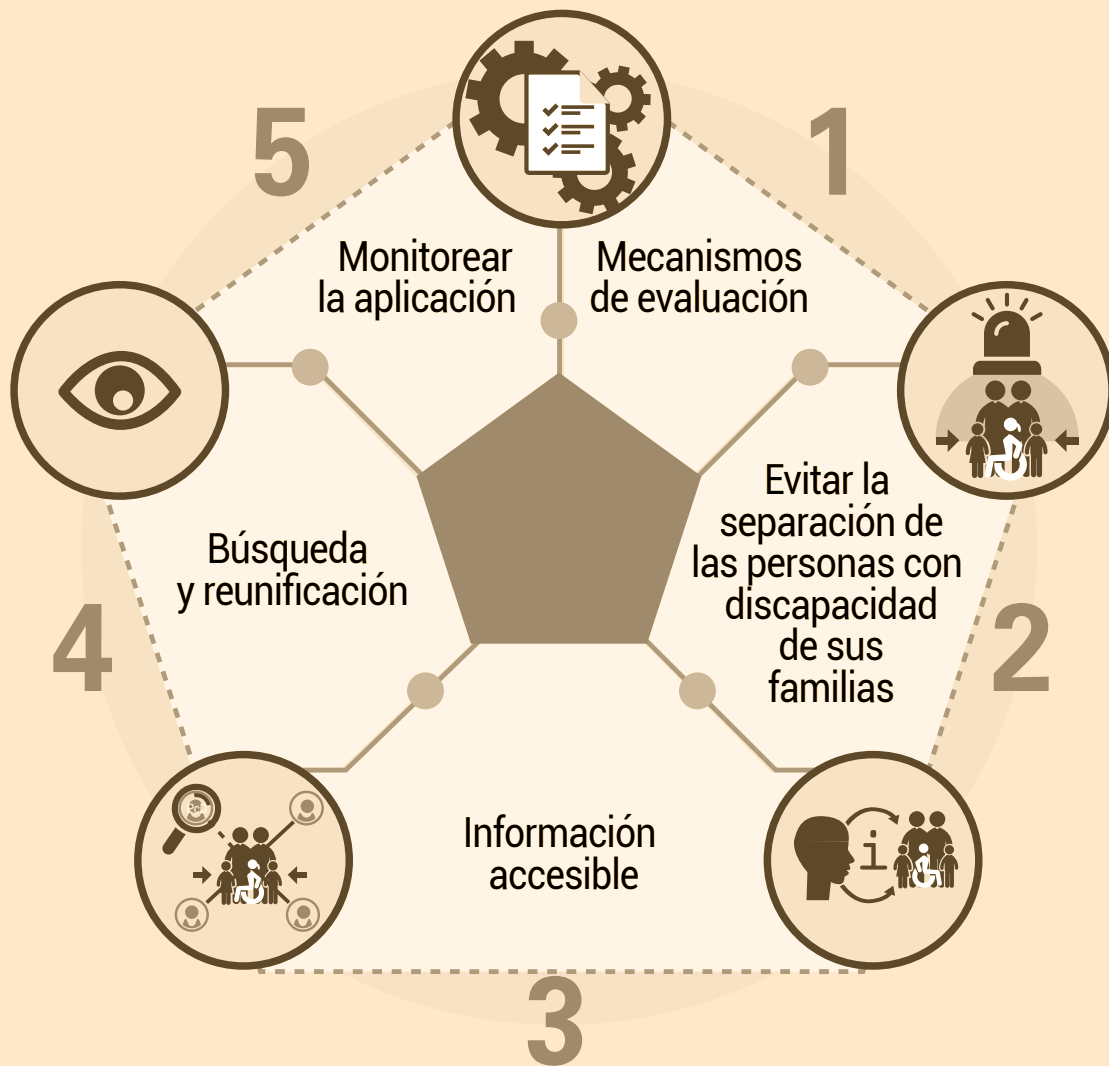 1
Mecanismos
de evaluación
2
Evitar la
separación de
las personas con
discapacidad
de sus
familias
3
Información
accesible
i
4
Búsqueda
y reunificación
5
Monitorear
la aplicación